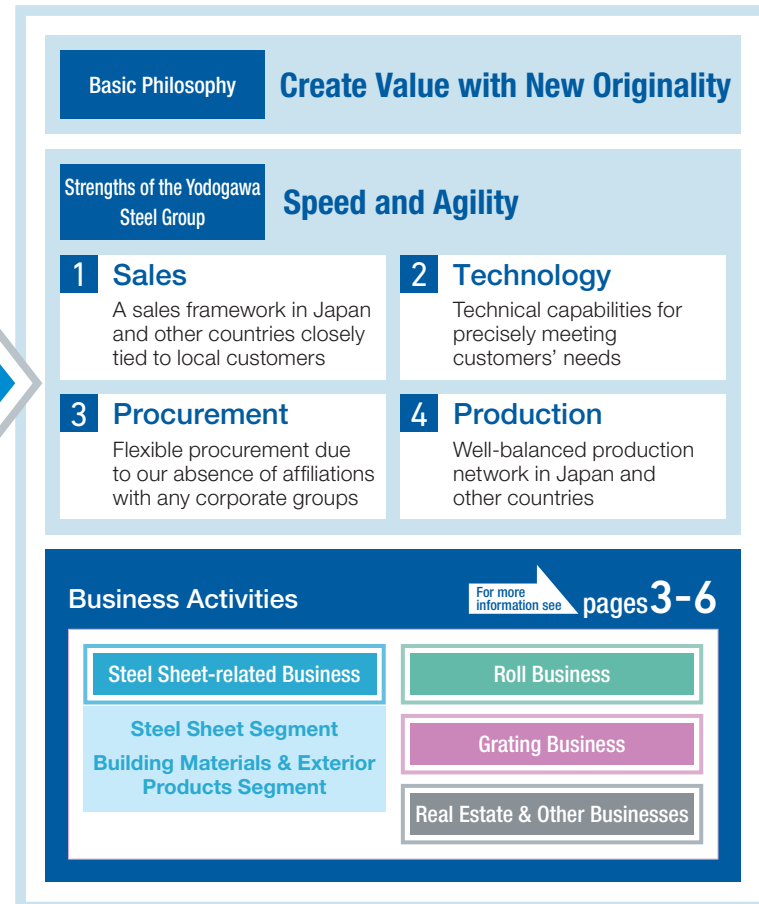 Basic Philosophy
Create Value with New Originality
Strengths of the Yodogawa
Steel Group
Speed and Agility
1 Sales
A sales framework in Japan
and other countries closely
tied to local customers
2 Technology
Technical capabilities for
precisely meeting
customers’ needs
3 Procurement
Flexible procurement due
to our absence of affiliations
with any corporate groups
4 Production
Well-balanced production
network in Japan and
other countries
Business Activities
For more
information see
pages 3-6
Steel Sheet-related Business
Steel Sheet Segment
Building Materials & Exterior
Products Segment
Roll Business
Grating Business
Real Estate & Other Businesses